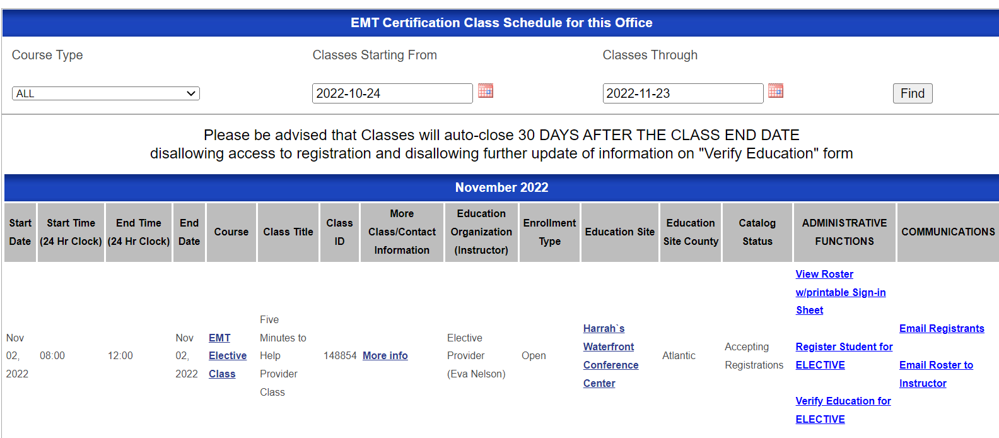 EMT Certification Class Schedule for this Office
Course Type
Classes Starting From
Classes Through
ALL
2022-10-24
2022-11-23
Find
Please be advised that Classes will auto-close 30 DAYS AFTER THE CLASS END DATE
disallowing access to registration and disallowing further update of information on "Verify Education" form
November 2022
Start
Date
Start Time
(24 Hr Clock)
End Time
(24 Hr Clock)
End
Date
Course
Class Title
Class
ID
More
Class/Contact
Information
Education
Organization
(Instructor)
Enrollment
Type
Education Site
Education
Site County
Catalog
Status
ADMINISTRATIVE
FUNCTIONS
COMMUNICATIONS
Nov
02,
2022
08:00
12:00
Nov
02,
2022
EMT
Elective
Class
Five
Minutes to
Help
Provider
Class
148854
More info
Elective
Provider
(Eva Nelson)
Open
Harrah`s
Waterfront
Conference
Center
Atlantic
Accepting
Registrations
View Roster
w/printable Sign-in
Sheet
Register Student for
ELECTIVE
Verify Education for
ELECTIVE
Email Registrants
Email Roster to
Instructor